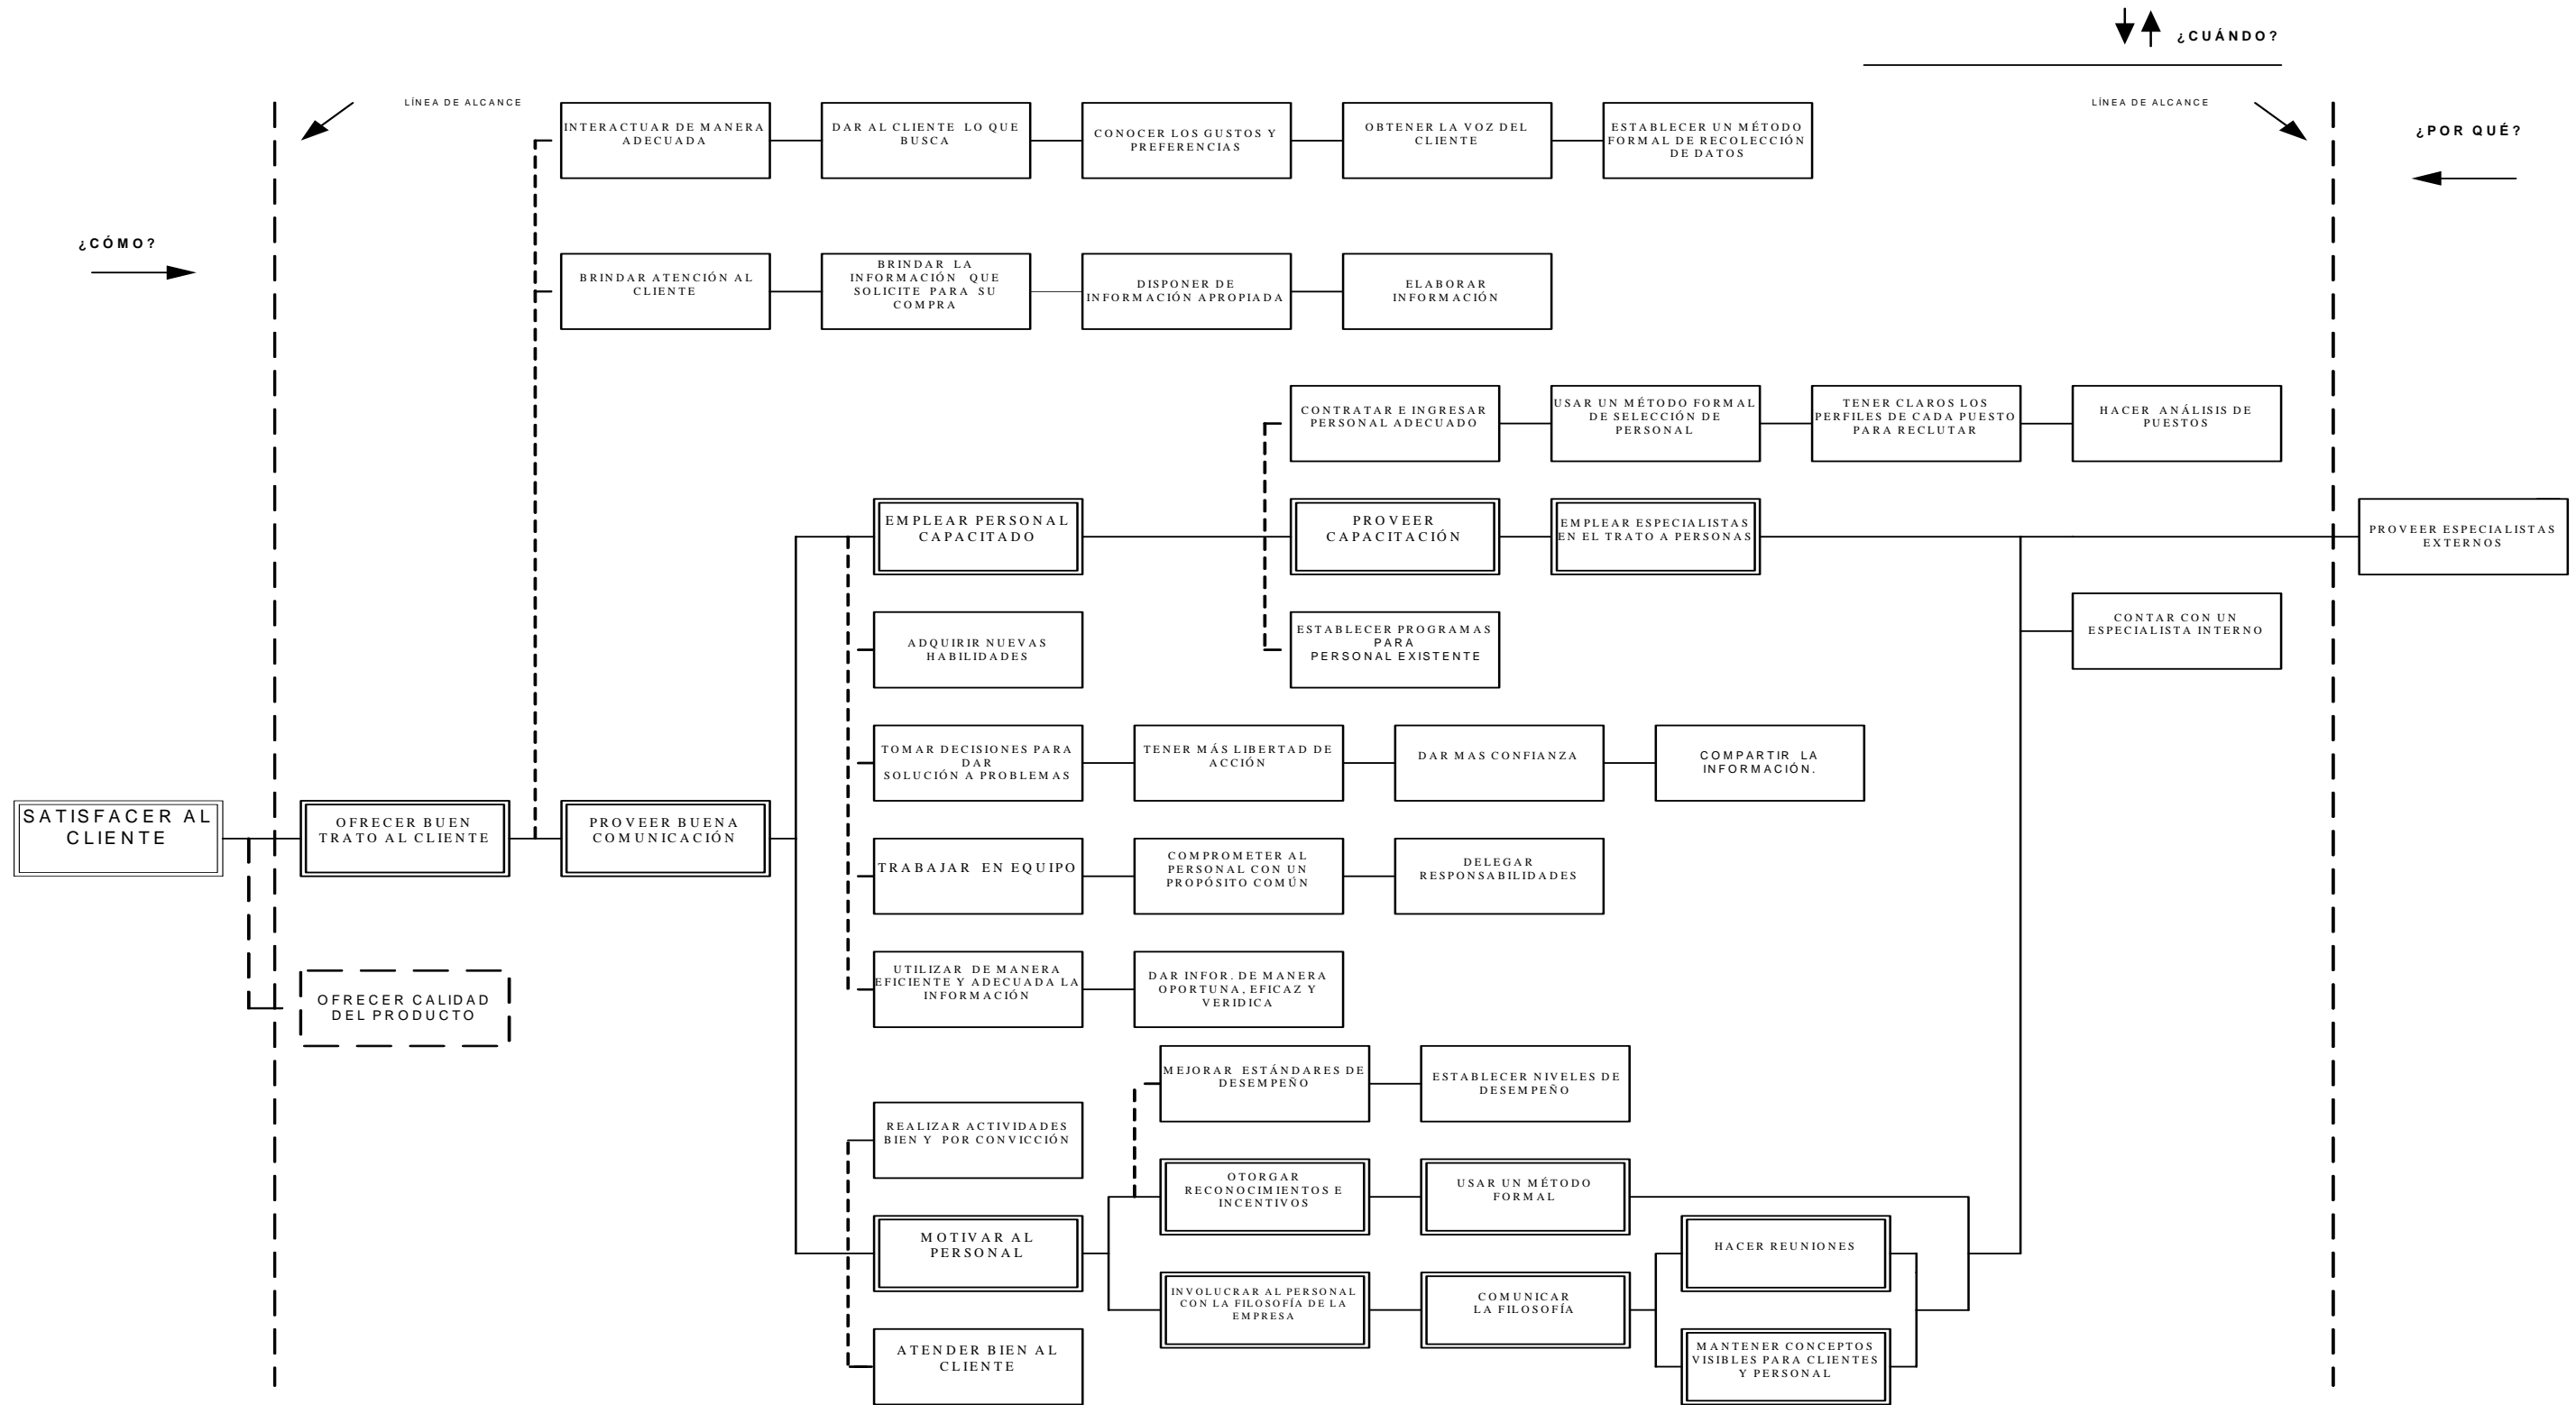 ¿CUÁNDO?
LÍNEA DE ALCANCE
LÍNEA DE ALCANCE
¿POR QUÉ?
¿CÓMO?
INTERACTUAR DE MANERA
ADECUADA
DAR AL CLIENTE LO QUE
BUSCA
CONOCER LOS GUSTOS Y
PREFERENCIAS
OBTENER LA VOZ DEL
CLIENTE
ESTABLECER UN MÉTODO
FORMAL DE RECOLECCIÓN
DE DATOS
BRINDAR ATENCIÓN AL
CLIENTE
BRINDAR LA
INFORMACIÓN QUE
SOLICITE PARA SU
COMPRA
DISPONER DE
INFORMACIÓN APROPIADA
ELABORAR
INFORMACIÓN
CONTRATAR E INGRESAR
PERSONAL ADECUADO
USAR UN MÉTODO FORMAL
DE SELECCIÓN DE
PERSONAL
TENER CLAROS LOS
PERFILES DE CADA PUESTO
PARA RECLUTAR
HACER ANÁLISIS DE
PUESTOS
EMPLEAR PERSONAL
CAPACITADO
PROVEER
CAPACITACIÓN
EMPLEAR ESPECIALISTAS
EN EL TRATO A PERSONAS
PROVEER ESPECIALISTAS
EXTERNOS
ADQUIRIR NUEVAS
HABILIDADES
ESTABLECER PROGRAMAS
PARA
PERSONAL EXISTENTE
CONTAR CON UN
ESPECIALISTA INTERNO
TOMAR DECISIONES PARA
DAR
SOLUCIÓN A PROBLEMAS
TENER MÁS LIBERTAD DE
ACCIÓN
DAR MAS CONFIANZA
COMPARTIR LA
INFORMACIÓN.
SATISFACER AL
CLIENTE
OFRECER BUEN
TRATO AL CLIENTE
PROVEER BUENA
COMUNICACIÓN
TRABAJAR EN EQUIPO
COMPROMETER AL
PERSONAL CON UN
PROPÓSITO COMÚN
DELEGAR
RESPONSABILIDADES
OFRECER CALIDAD
DEL PRODUCTO
UTILIZAR DE MANERA
EFICIENTE Y ADECUADA LA
INFORMACIÓN
DAR INFOR. DE MANERA
OPORTUNA, EFICAZ Y
VERIDICA
MEJORAR ESTÁNDARES DE
DESEMPEÑO
ESTABLECER NIVELES DE
DESEMPEÑO
REALIZAR ACTIVIDADES
BIEN Y POR CONVICCIÓN
OTORGAR
RECONOCIMIENTOS E
INCENTIVOS
USAR UN MÉTODO
FORMAL
MOTIVAR AL
PERSONAL
HACER REUNIONES
INVOLUCRAR AL PERSONAL
CON LA FILOSOFÍA DE LA
EMPRESA
COMUNICAR
LA FILOSOFÍA
ATENDER BIEN AL
CLIENTE
MANTENER CONCEPTOS
VISIBLES PARA CLIENTES
Y PERSONAL